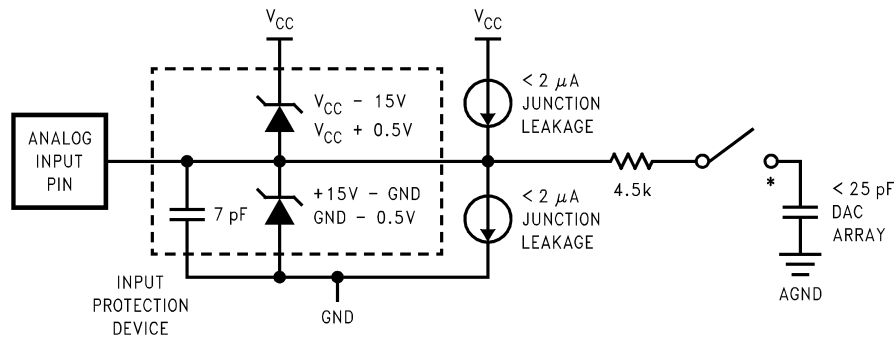 V_CC
V_CC
ANALOG
INPUT
PIN
V_CC – 15V
V_CC + 0.5V
< 2 μA
JUNCTION
LEAKAGE
7 pF
+15V – GND
GND – 0.5V
< 2 μA
JUNCTION
LEAKAGE
4.5k
*
< 25 pF
DAC
ARRAY
AGND
INPUT
PROTECTION
DEVICE
GND